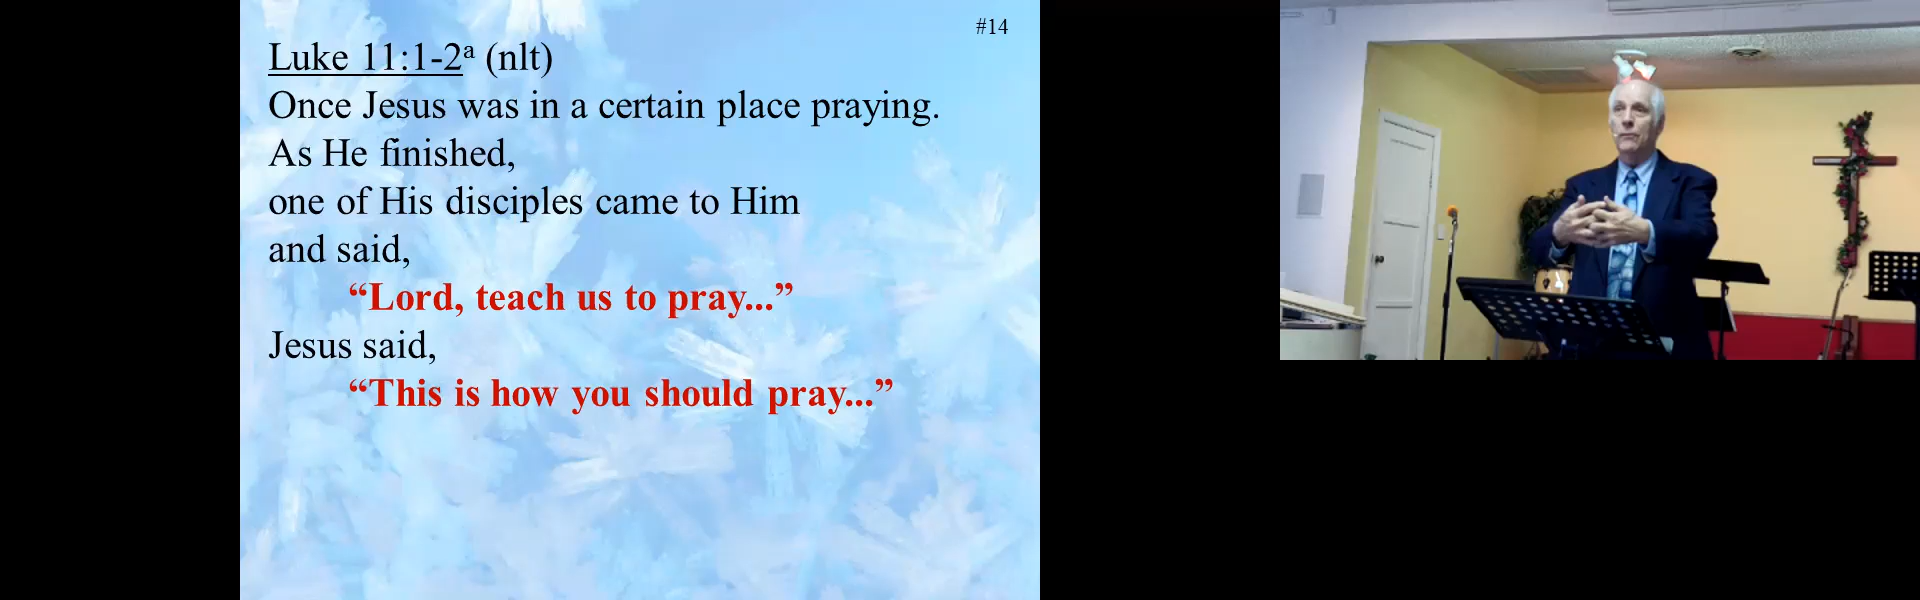 #14
Luke 11:1-2ᵃ (nlt)
Once Jesus was in a certain place praying.
As He finished,
one of His disciples came to Him
and said,
“Lord, teach us to pray...”
Jesus said,
“This is how you should pray...”